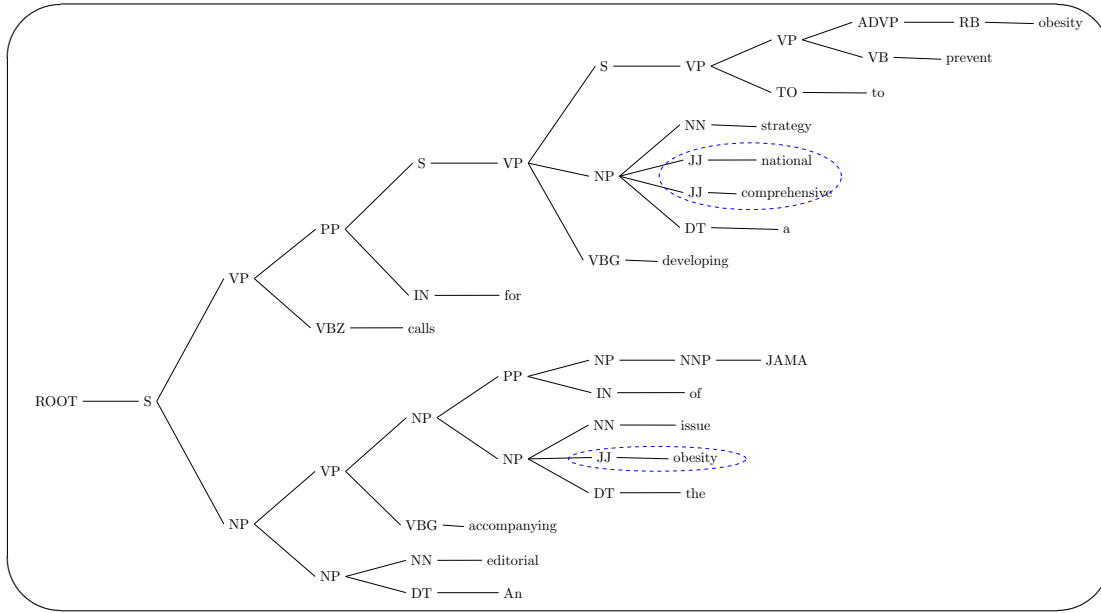 ADVP RB obesity
VP
VB prevent
S VP
TO to
NN strategy
JJ national
S VP
NP
JJ comprehensive
DT a
PP
VBG developing
VP
IN for
VBZ calls
NP NNP JAMA
PP
IN of
ROOT S
NP
NN issue
NP
JJ obesity
VP
DT the
NP
VBG accompanying
NN editorial
NP
DT An